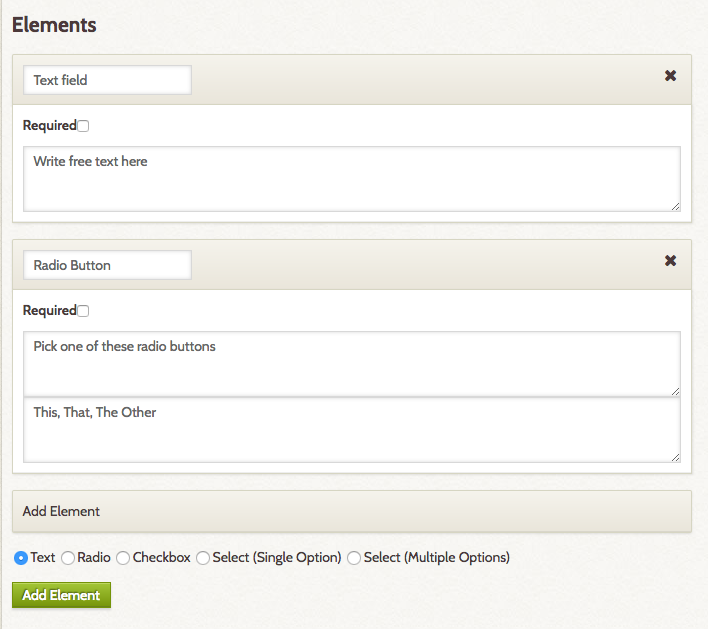 Elements
Text field
Required
Write free text here
Radio Button
Required
Pick one of these radio buttons
This, That, The Other
Add Element
Text Radio Checkbox Select (Single Option) Select (Multiple Options)
Add Element